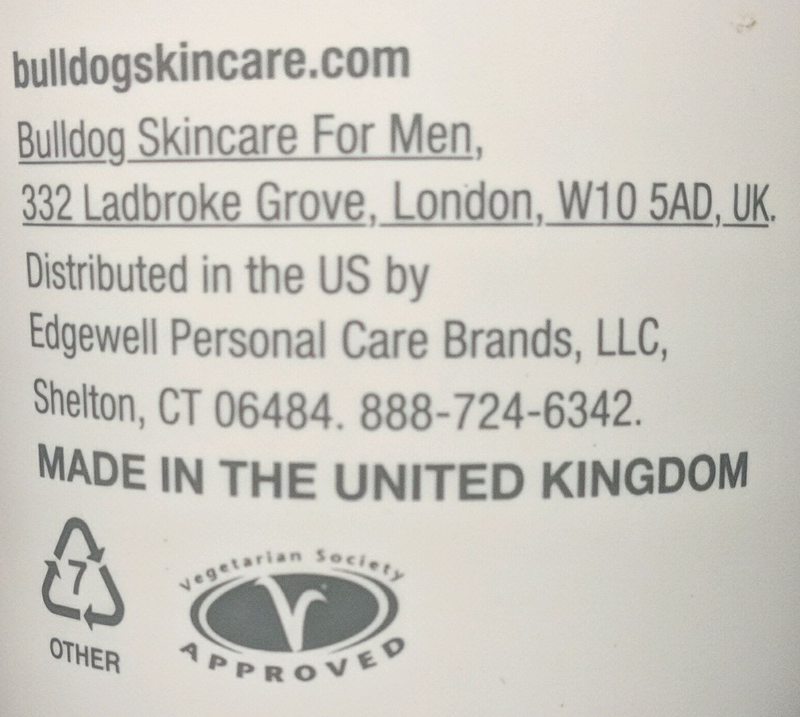 bulldogskincare.com
Bulldog Skincare For Men,
332 Ladbroke Grove, London, W10 5AD, UK.
Distributed in the US by
Edgewell Personal Care Brands, LLC,
Shelton, CT 06484. 888-724-6342.
MADE IN THE UNITED KINGDOM
7
OTHER
Vegetarian Society
V
APPROVED